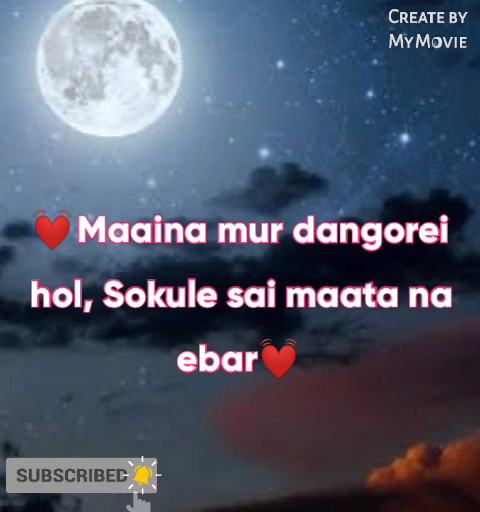 CREATE BY
MYMOVIE
💓Maaina mur dangorei
hol, Sokule sai maata na
ebar💓
SUBSCRIBED